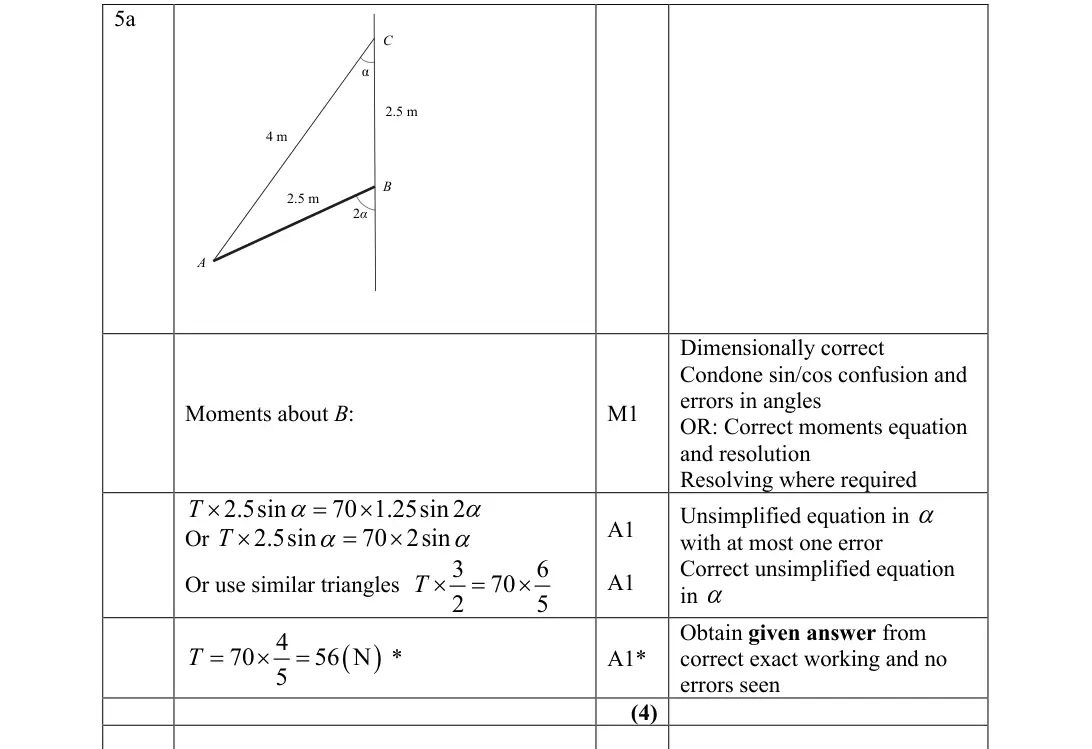 5a
C
α
2.5 m
4 m
B
2.5 m
2α
A
Moments about B:
M1
Dimensionally correct
Condone sin/cos confusion and
errors in angles
OR: Correct moments equation
and resolution
Resolving where required
T × 2.5 sin α = 70 × 1.25 sin 2α
Or T × 2.5 sin α = 70 × 2 sin α
Or use similar triangles T × 3/2 = 70 × 6/5
A1
A1
Unsimplified equation in α
with at most one error
Correct unsimplified equation
in α
T = 70 × 4/5 = 56 (N) *
A1*
Obtain given answer from
correct exact working and no
errors seen
(4)